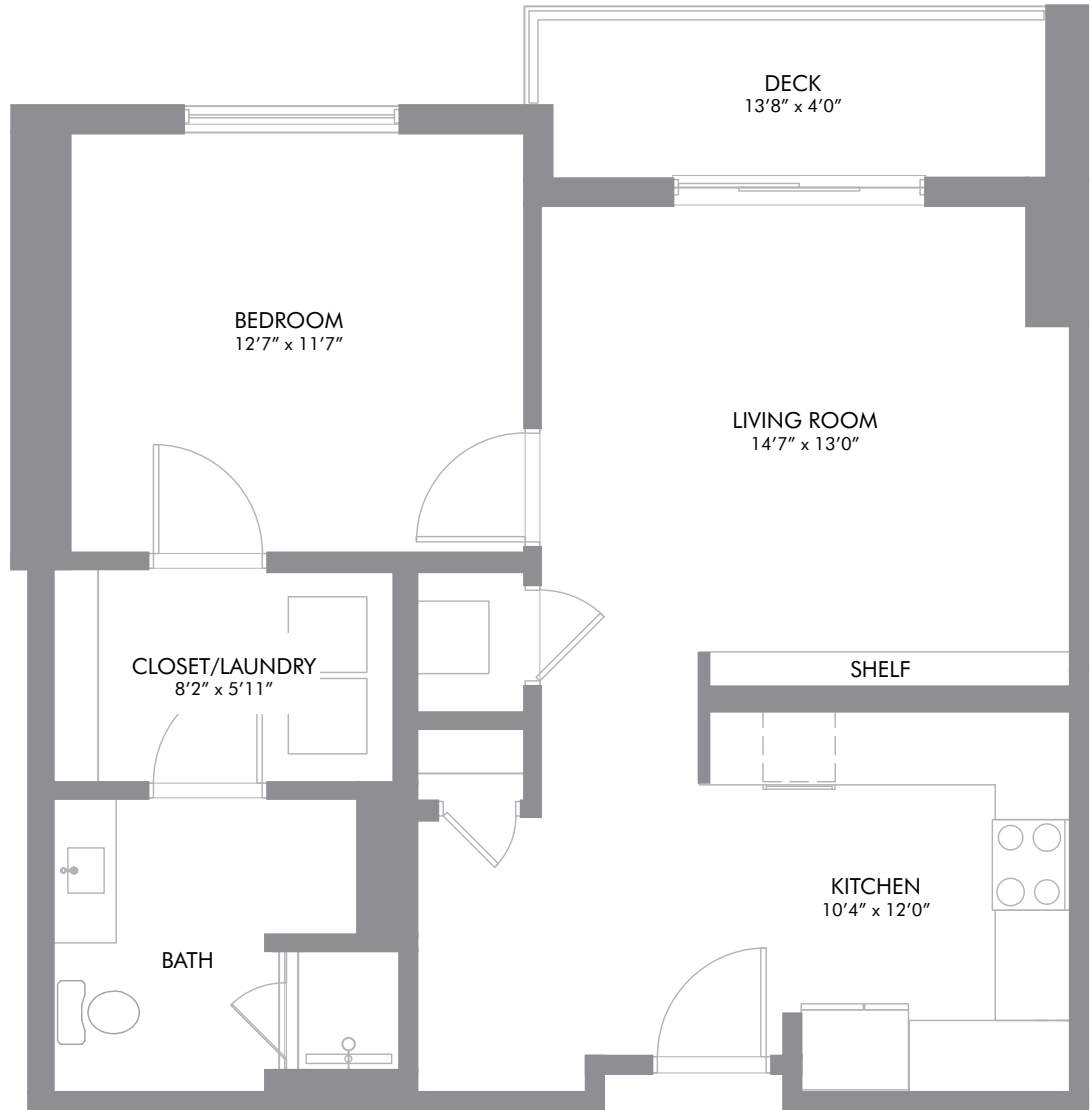 DECK
13’8” x 4’0”
BEDROOM
12’7” x 11’7”
LIVING ROOM
14’7” x 13’0”
CLOSET/LAUNDRY
8’2” x 5’11”
SHELF
KITCHEN
10’4” x 12’0”
BATH